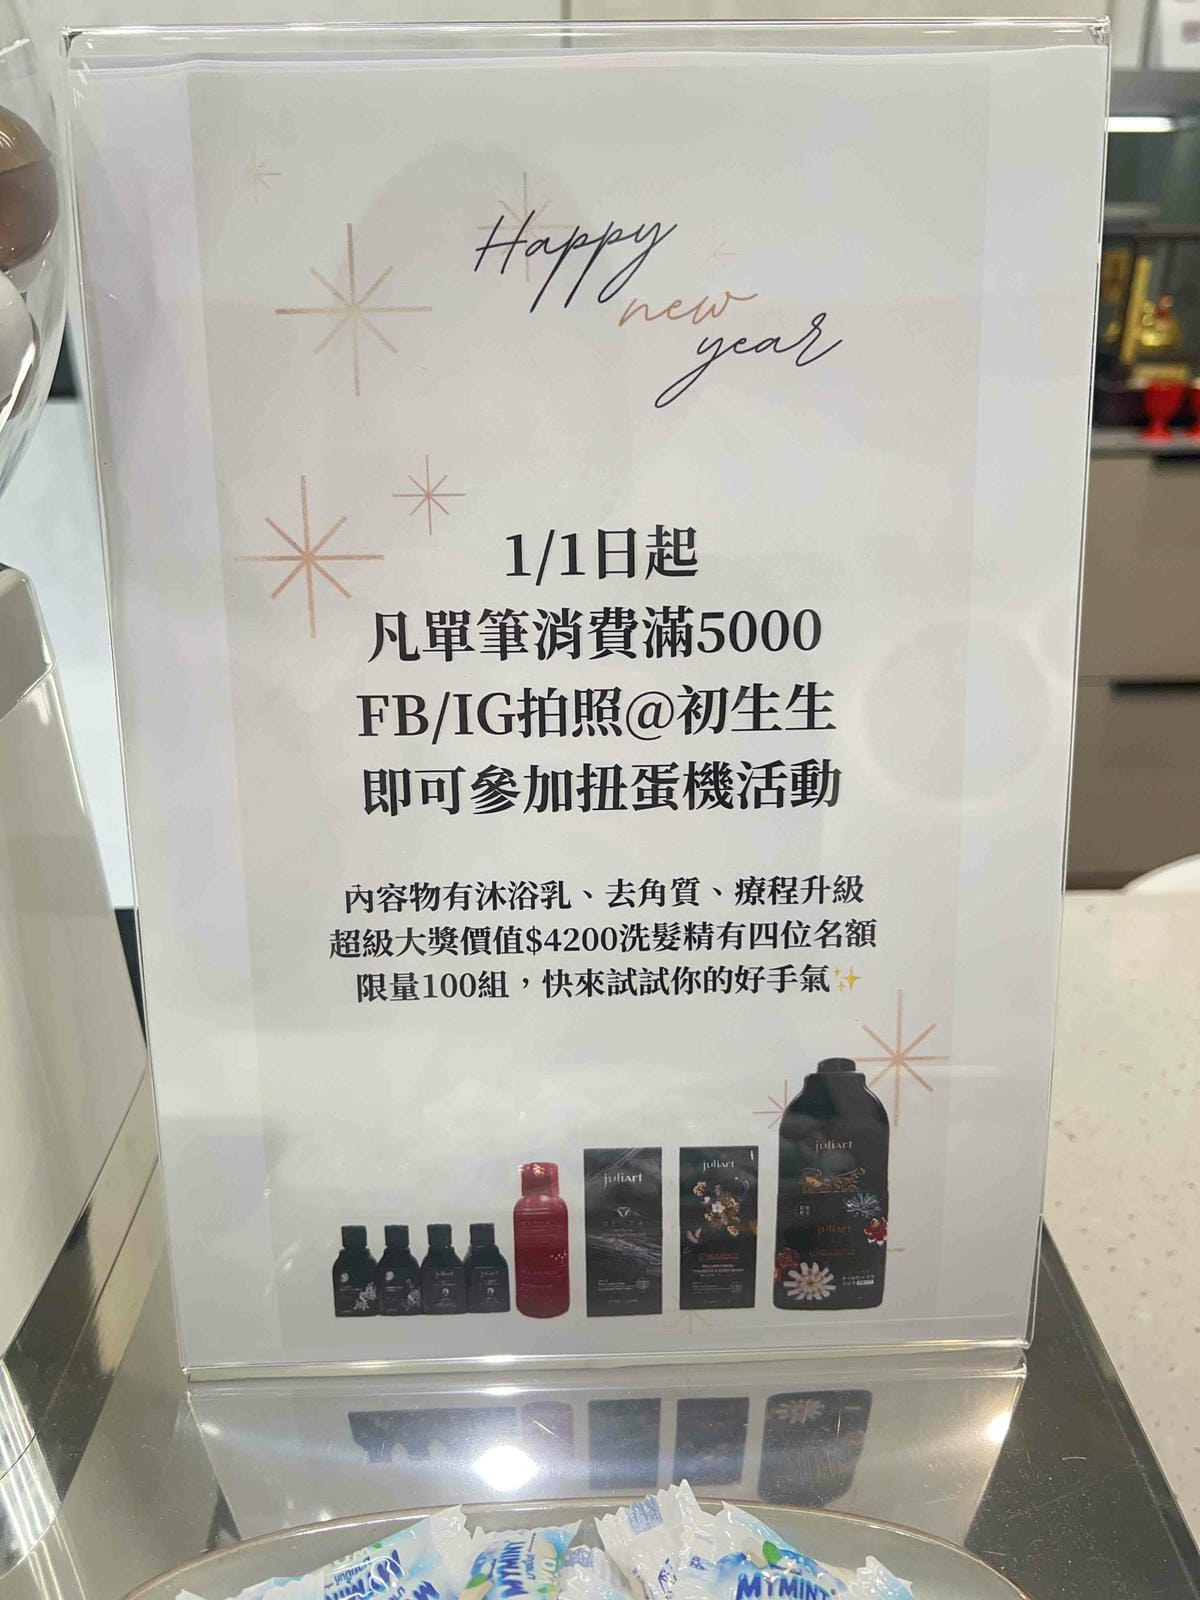 Happy
new
year
1/1日起
凡單筆消費滿5000
FB/IG拍照@初生生
即可參加扭蛋機活動
內容物有沐浴乳、去角質、療程升級
超級大獎價值$4200洗髮精有四位名額
限量100組，快來試試你的好手氣✨
juliart
juliart
juliart
juliart
juliart
MYMINT
MYMINT